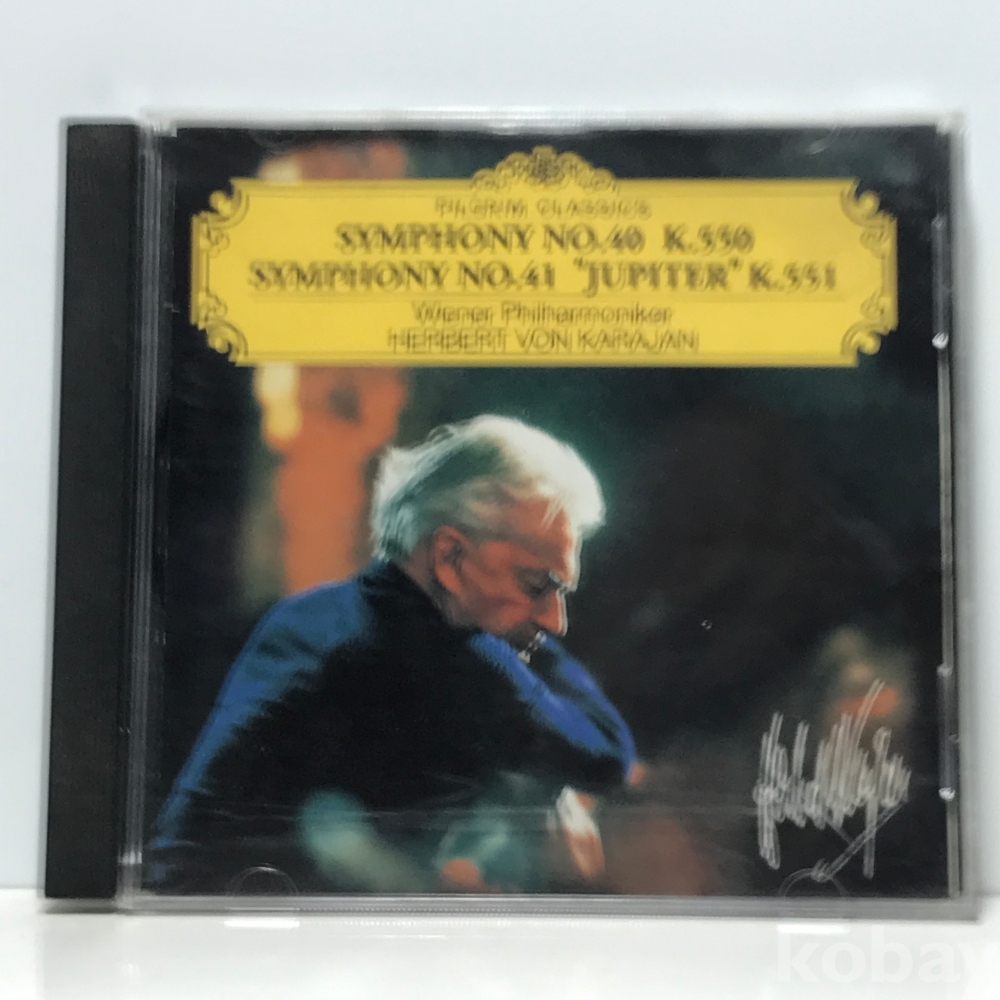 PILGRIM CLASSICS
SYMPHONY NO.40 K.550
SYMPHONY NO.41 "JUPITER" K.551
Wiener Philharmoniker
HERBERT VON KARAJAN
kobay